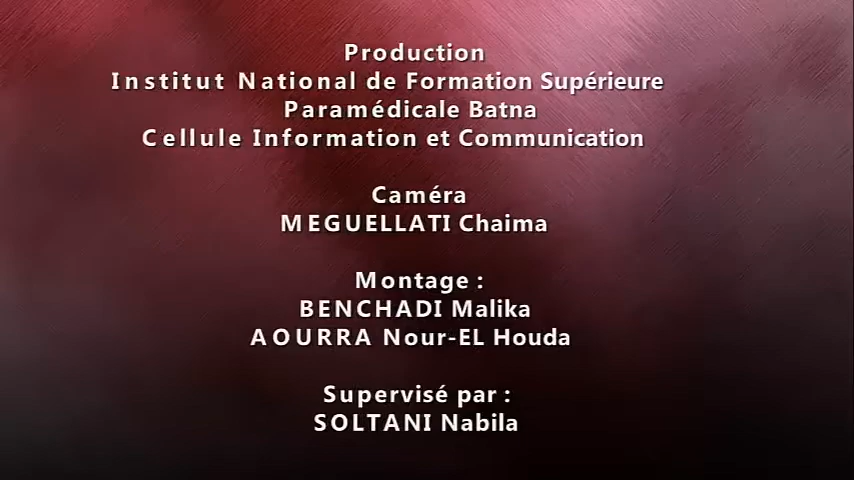 Production
Institut National de Formation Supérieure
Paramédicale Batna
Cellule Information et Communication
Caméra
MEGUELLATI Chaima
Montage :
BENCHADI Malika
AOURRA Nour-EL Houda
Supervisé par :
SOLTANI Nabila